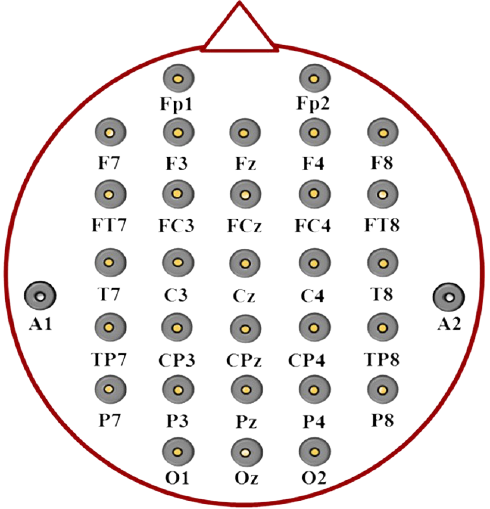 Fp1 Fp2
F7 F3 Fz F4 F8
FT7 FC3 FCz FC4 FT8
T7 C3 Cz C4 T8
A1 A2
TP7 CP3 CPz CP4 TP8
P7 P3 Pz P4 P8
O1 Oz O2